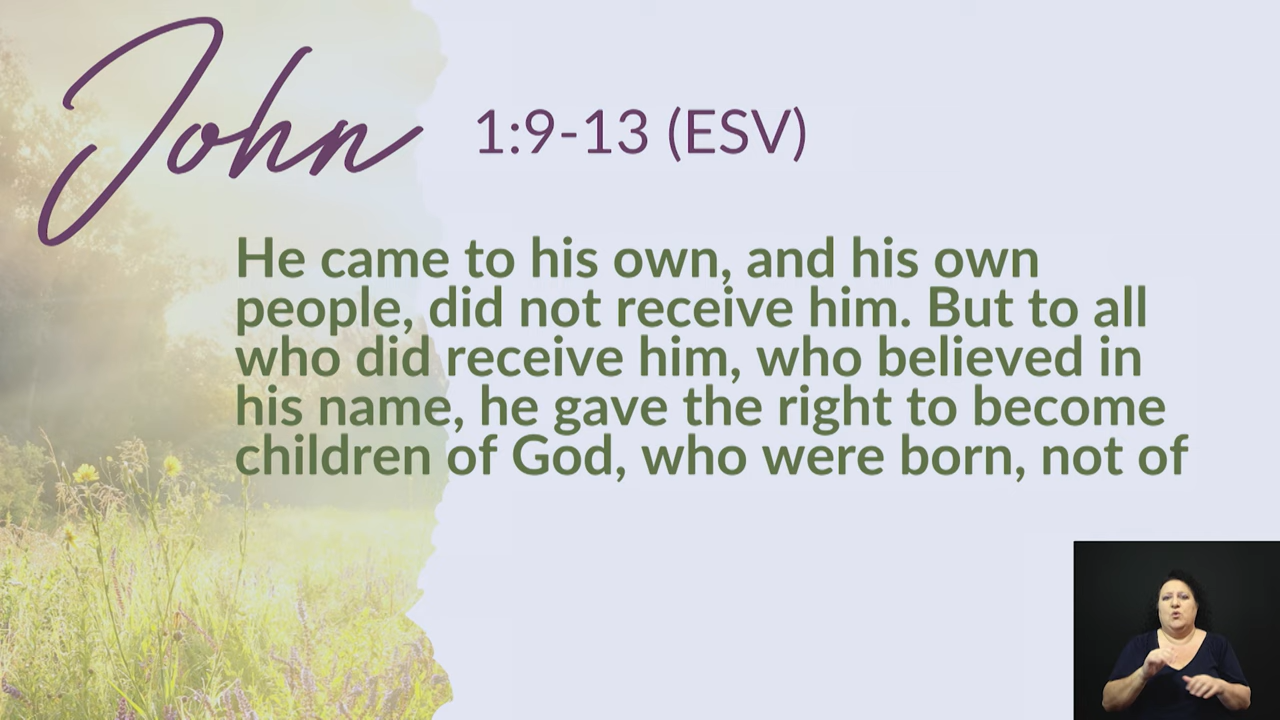 John 1:9-13 (ESV)
He came to his own, and his own
people, did not receive him. But to all
who did receive him, who believed in
his name, he gave the right to become
children of God, who were born, not of